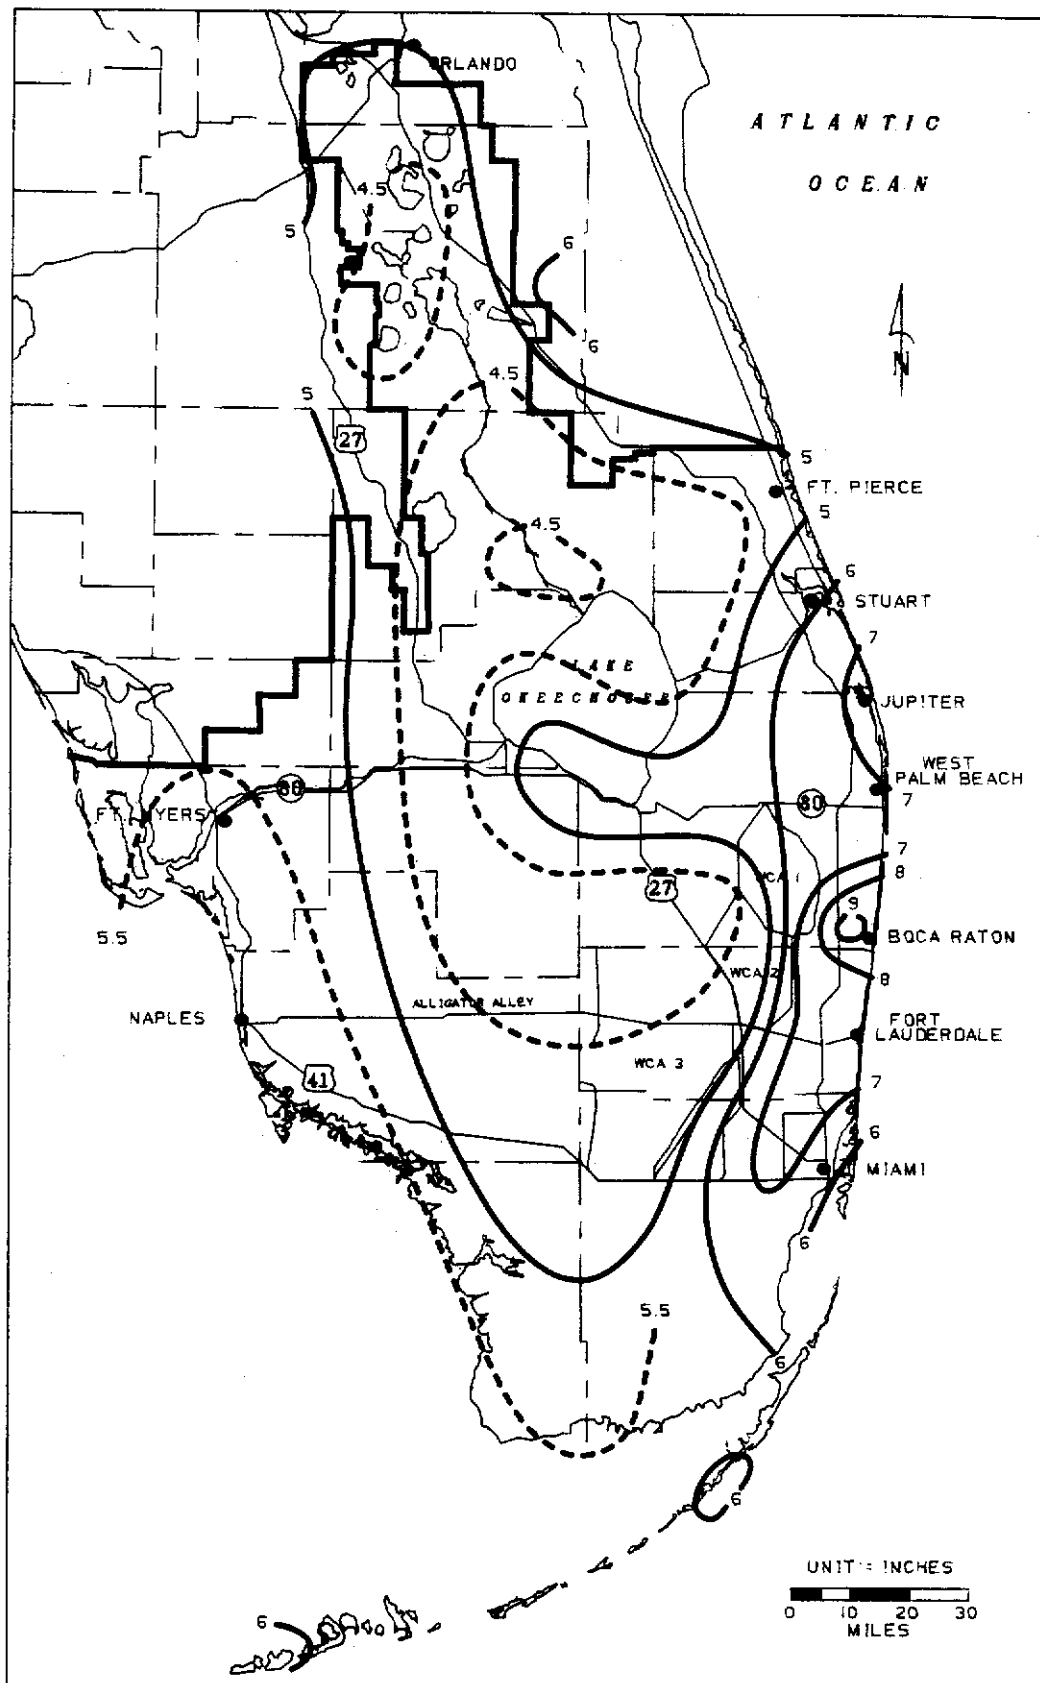 ORLANDO
ATLANTIC
OCEAN
4.5
5
6
N
6
4.5
5
27
5
FT. PIERCE
5
4.5
6
STUART
7
LAKE
OKEECHOBEE
JUPITER
WEST
PALM BEACH
80
80
7
FT. MYERS
7
8
WCA 1
27
9
5.5
BOCA RATON
WCA 2
8
ALLIGATOR ALLEY
NAPLES
FORT
LAUDERDALE
WCA 3
41
7
6
MIAMI
6
5.5
6
6
UNIT = INCHES
0 10 20 30
MILES
6